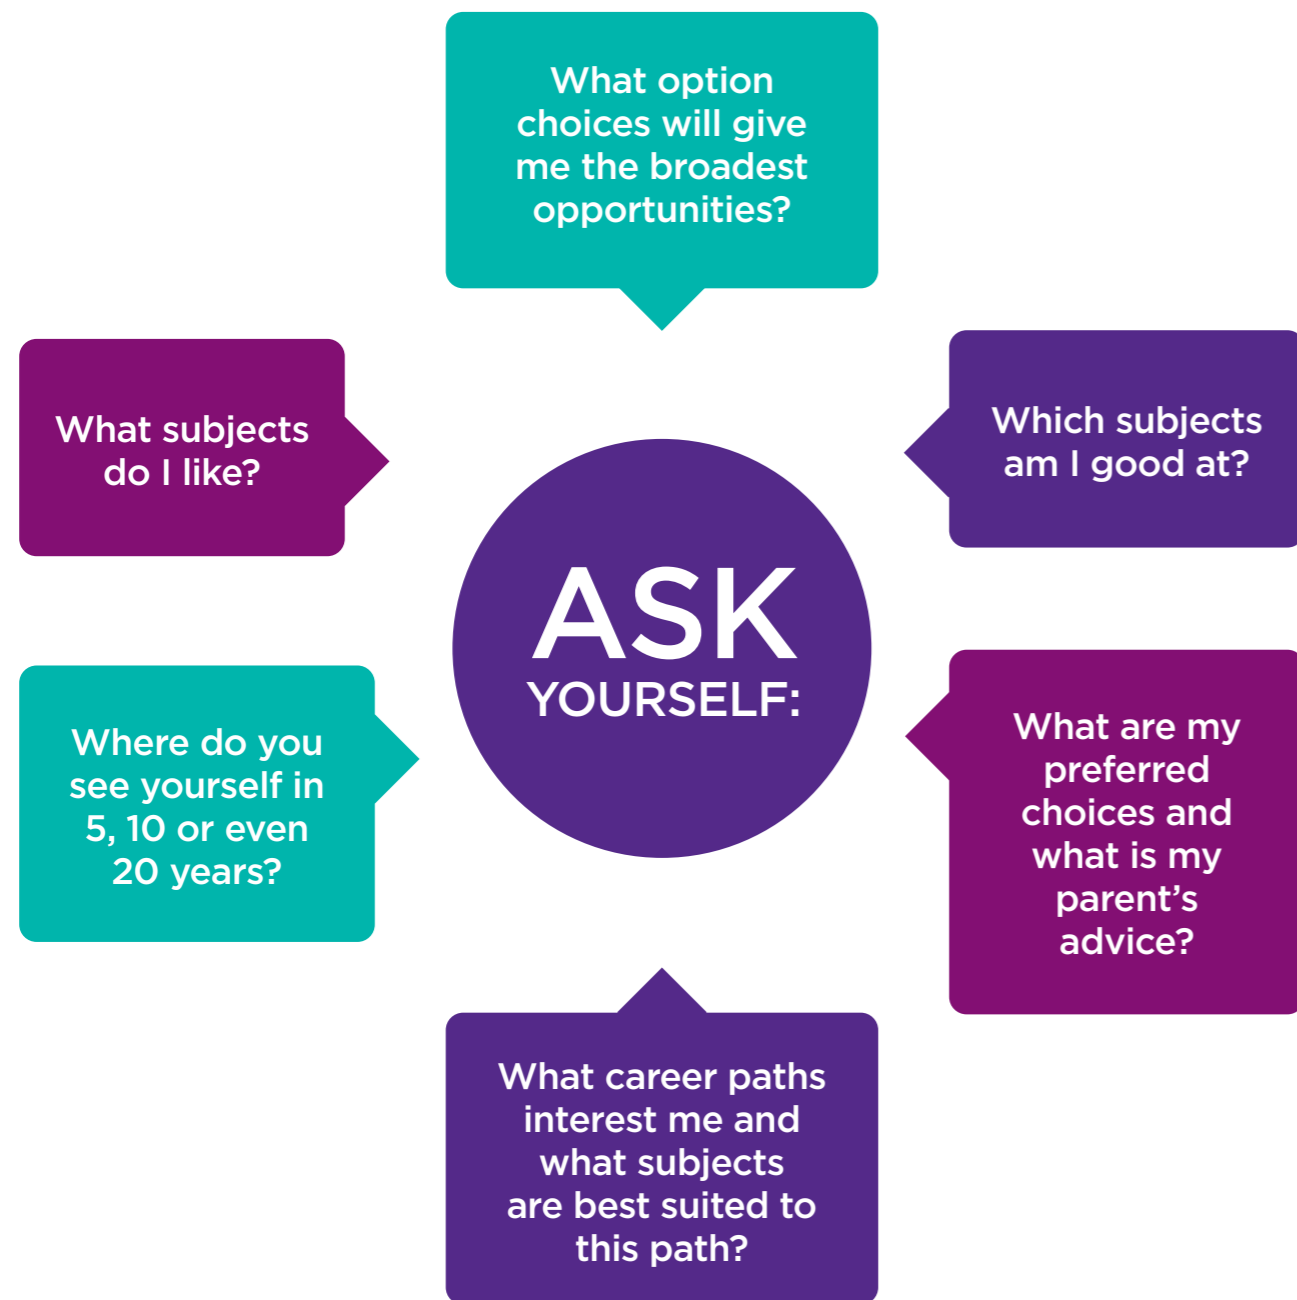 What option
choices will give
me the broadest
opportunities?
What subjects
do I like?
Which subjects
am I good at?
ASK
YOURSELF:
Where do you
see yourself in
5, 10 or even
20 years?
What are my
preferred
choices and
what is my
parent's
advice?
What career paths
interest me and
what subjects
are best suited to
this path?